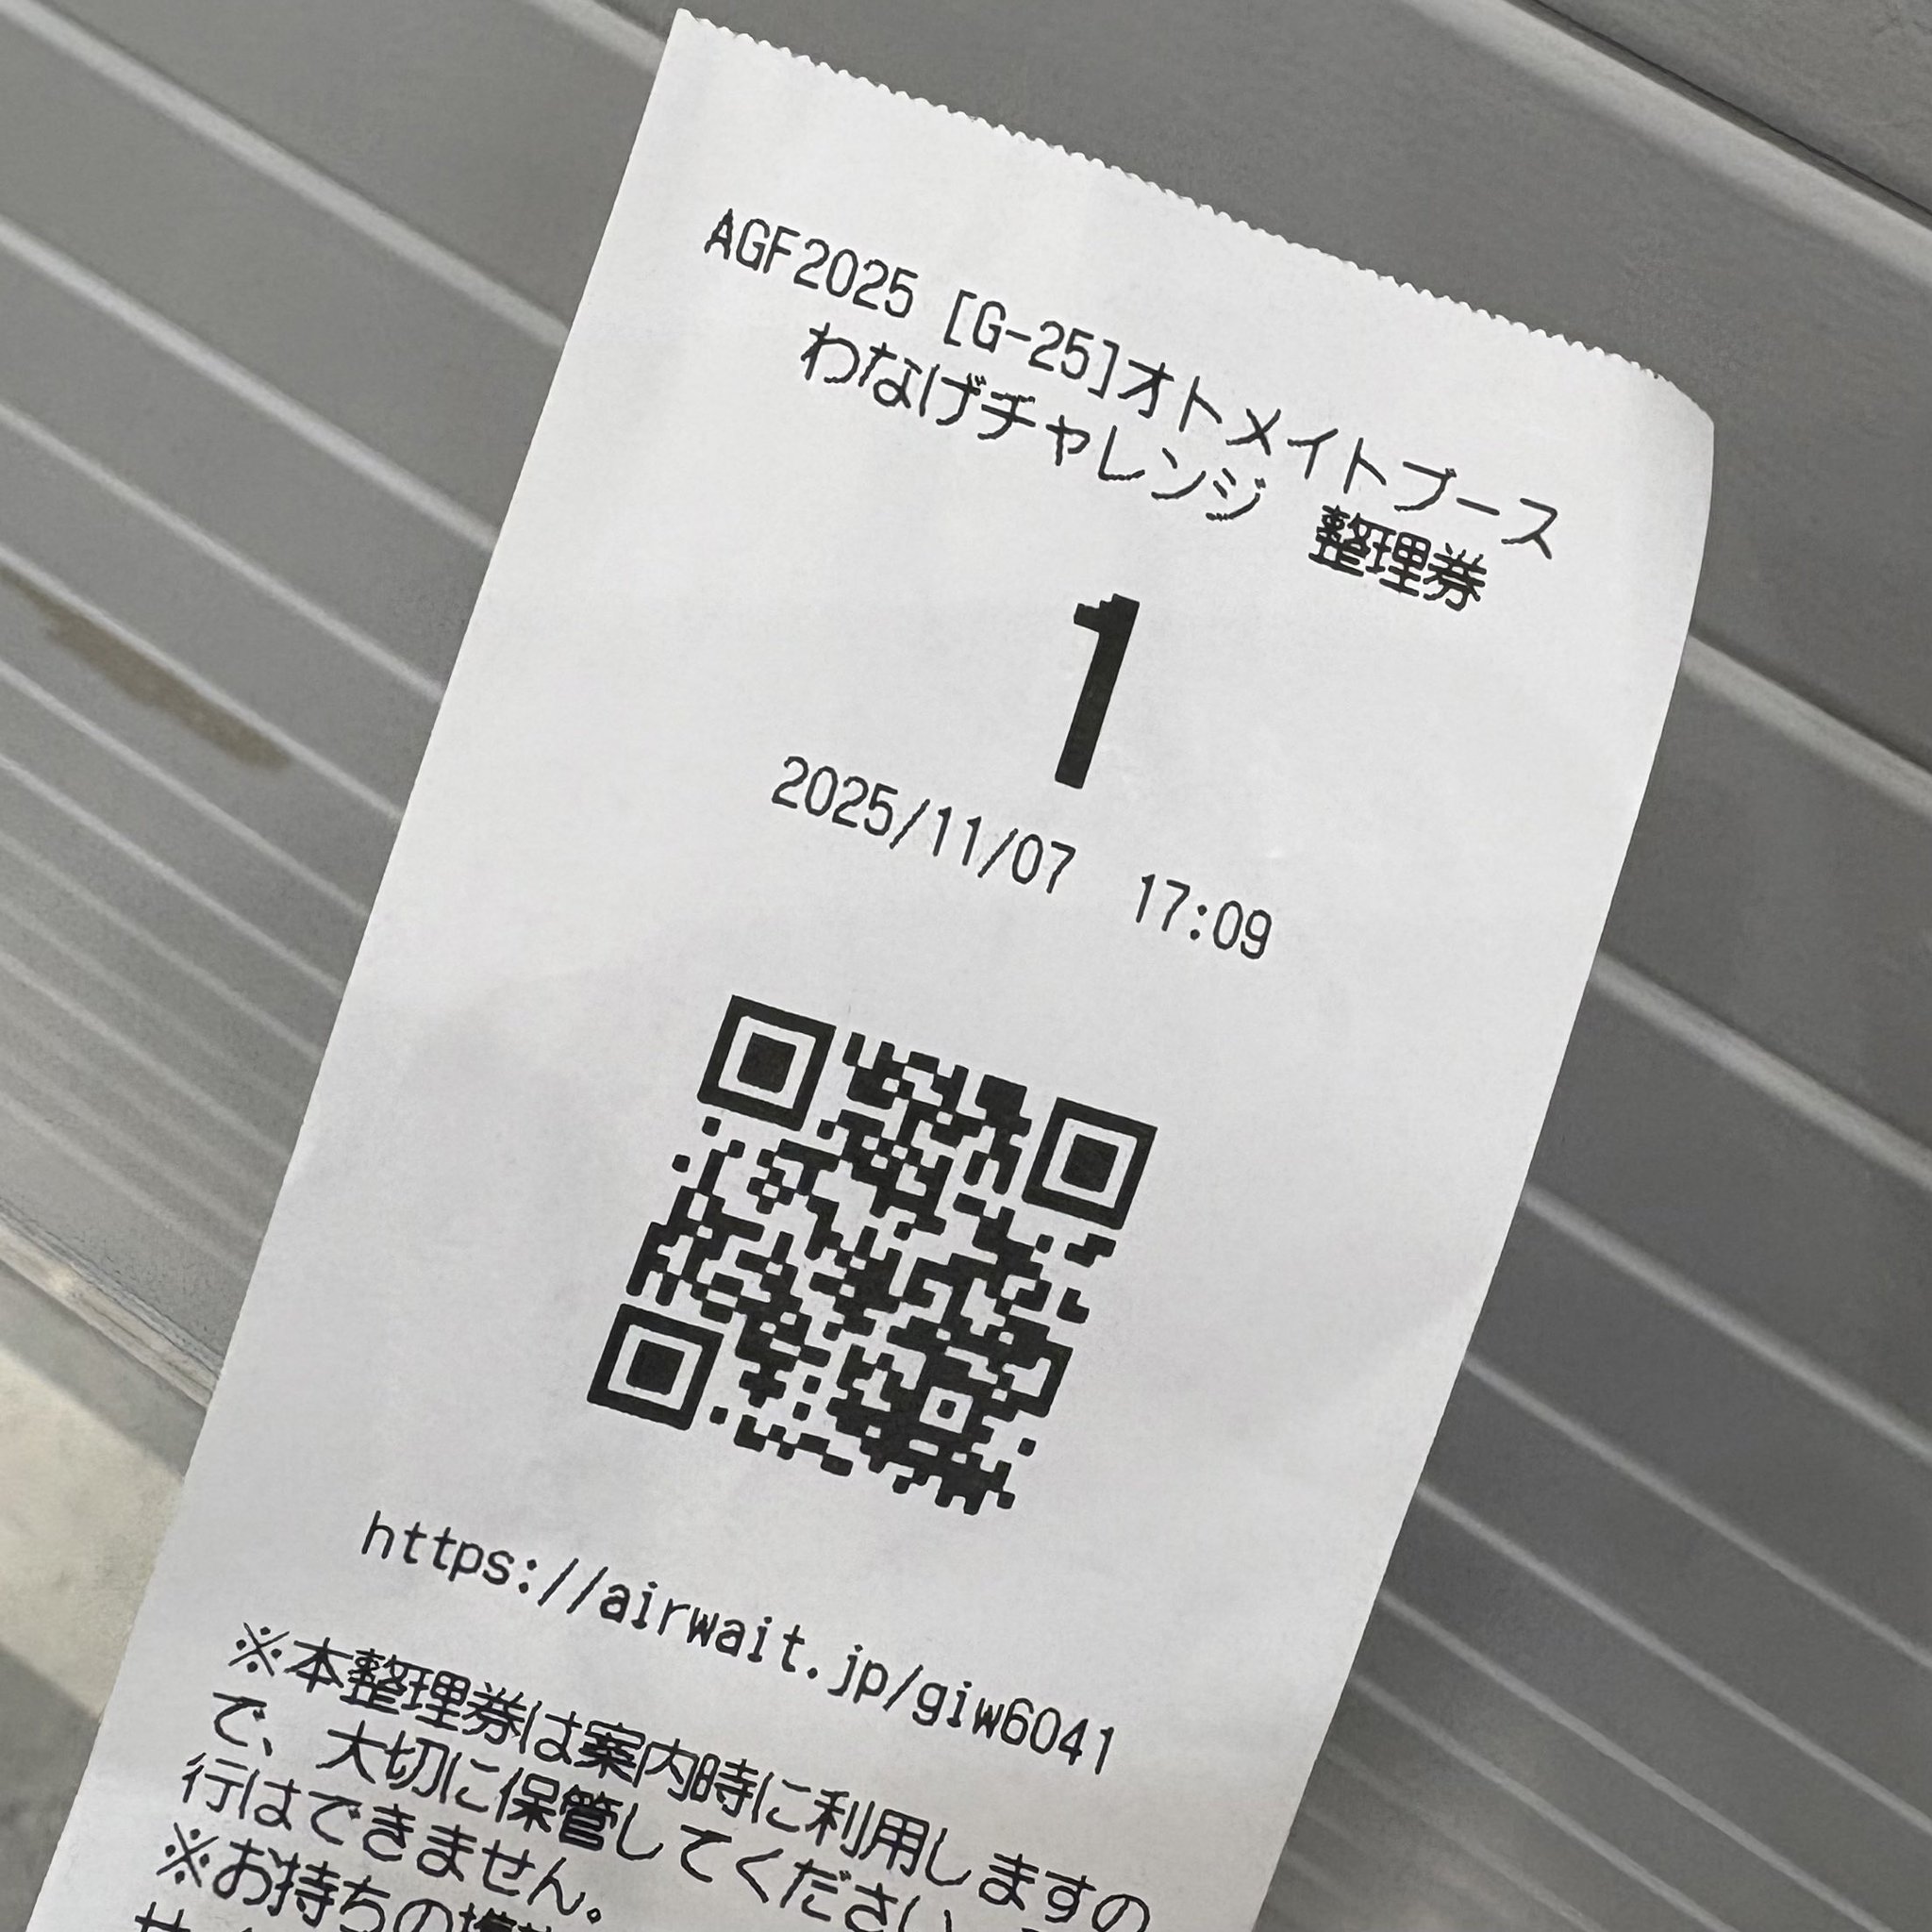 AGF2025 [G-25]オトメイトブース
わなげチャレンジ　整理券
1
2025/11/07　17:09
https://airwait.jp/giw6041
※本整理券は案内時に利用しますの
で、大切に保管してください。
行はできません。
※お持ちの